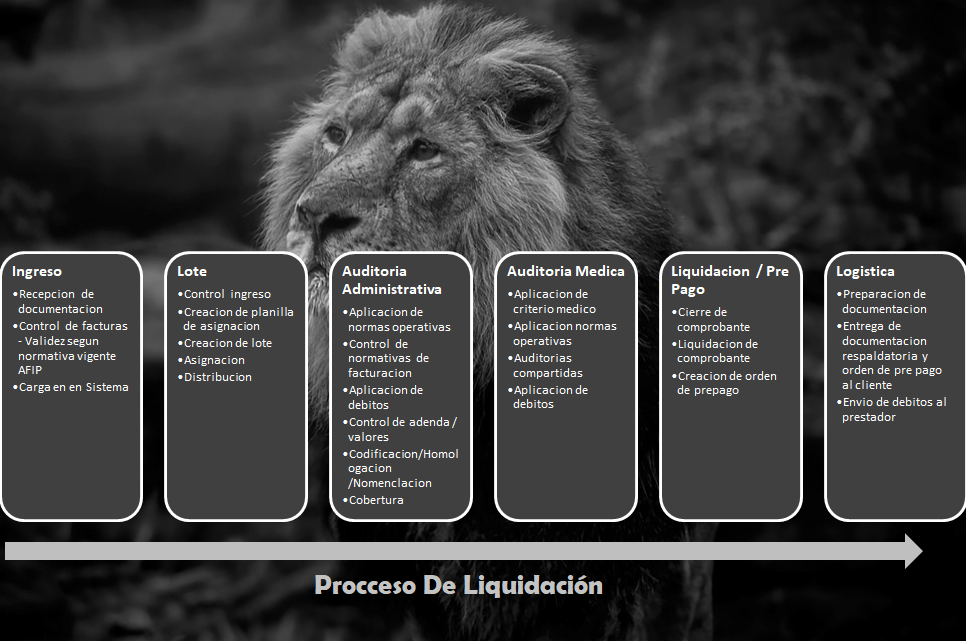 Ingreso
•Recepcion de
documentacion
•Control de facturas
- Validez segun
normativa vigente
AFIP
•Carga en en Sistema
Lote
•Control ingreso
•Creacion de planilla
de asignacion
•Creacion de lote
•Asignacion
•Distribucion
Auditoria
Administrativa
•Aplicacion de
normas operativas
•Control de
normativas de
facturacion
•Aplicacion de
debitos
•Control de adenda /
valores
•Codificacion/Homol
ogacion
/Nomenclacion
•Cobertura
Auditoria Medica
•Aplicacion de
criterio medico
•Aplicacion normas
operativas
•Auditorias
compartidas
•Aplicacion de
debitos
Liquidacion / Pre
Pago
•Cierre de
comprobante
•Liquidacion de
comprobante
•Creacion de orden
de prepago
Logistica
•Preparacion de
documentacion
•Entrega de
documentacion
respaldatoria y
orden de pre pago
al cliente
•Envio de debitos al
prestador
Procceso De Liquidación